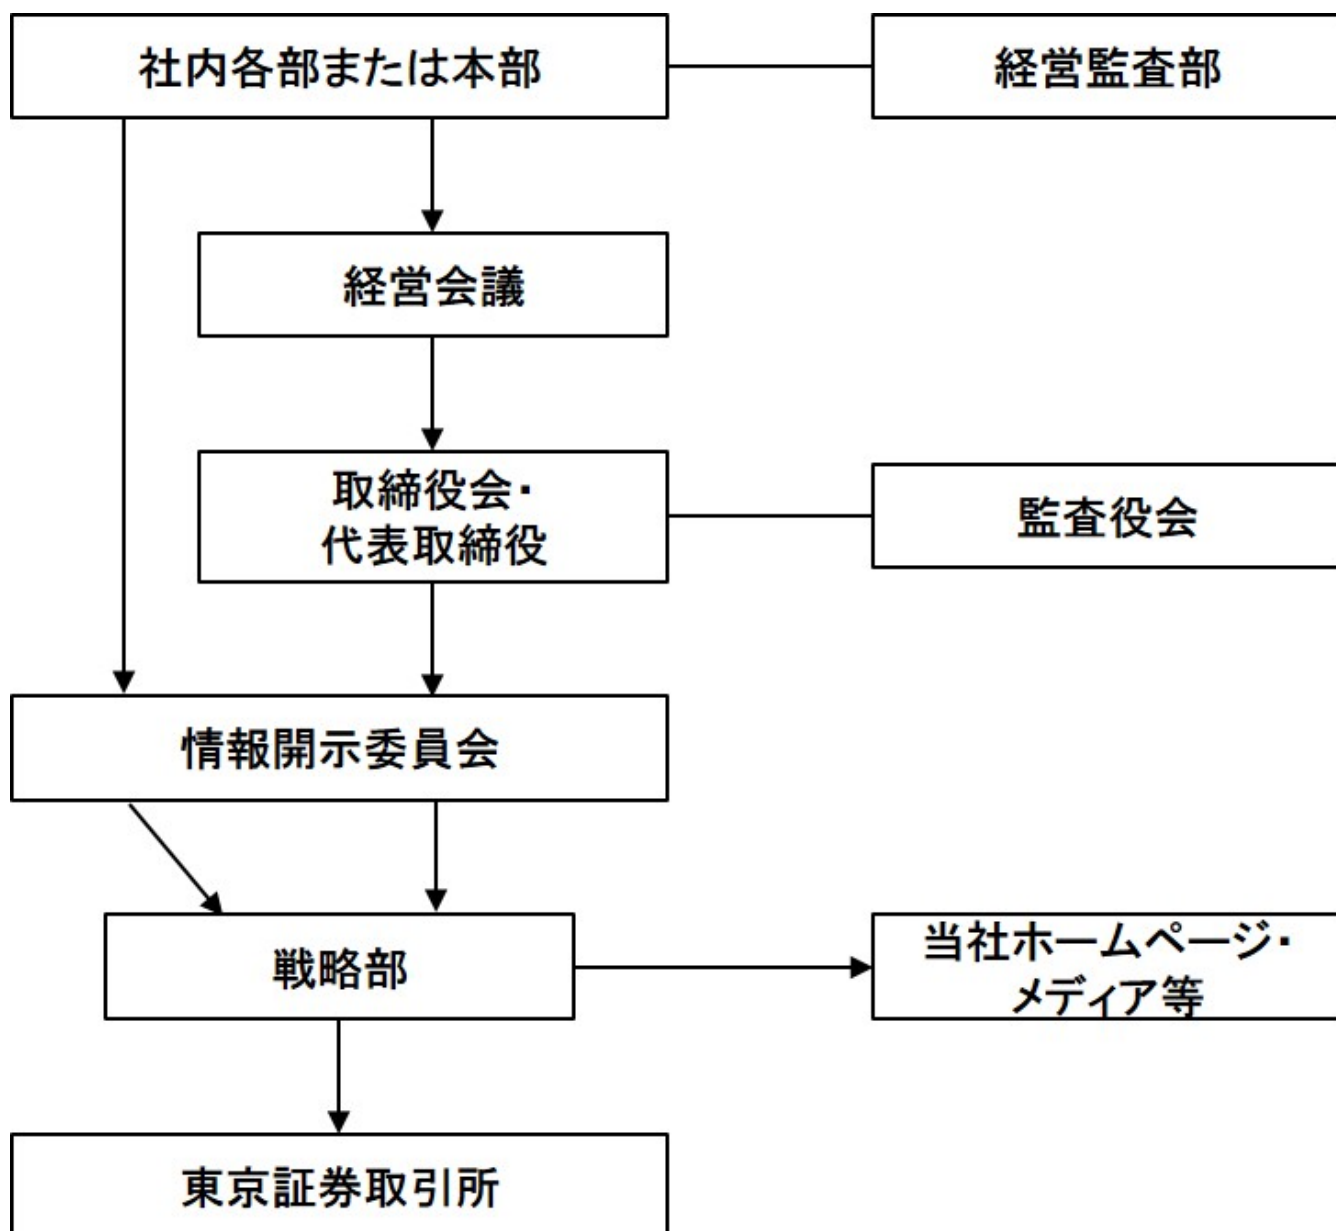 社内各部または本部
経営監査部
経営会議
取締役会・
代表取締役
監査役会
情報開示委員会
戦略部
当社ホームページ・
メディア等
東京証券取引所